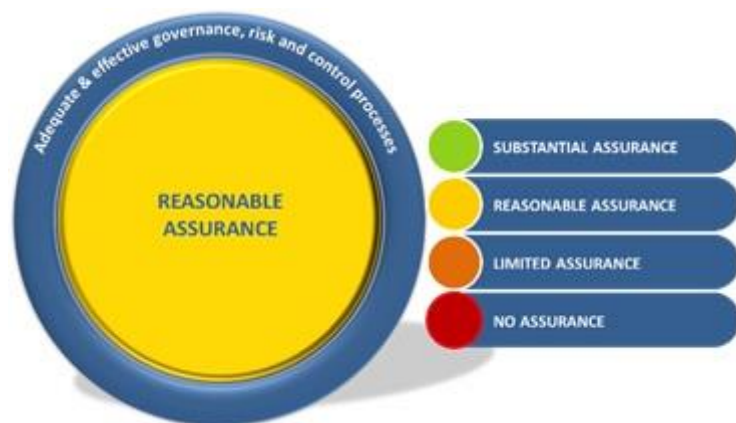 Adequate & effective governance, risk and control processes
REASONABLE
ASSURANCE
SUBSTANTIAL ASSURANCE
REASONABLE ASSURANCE
LIMITED ASSURANCE
NO ASSURANCE